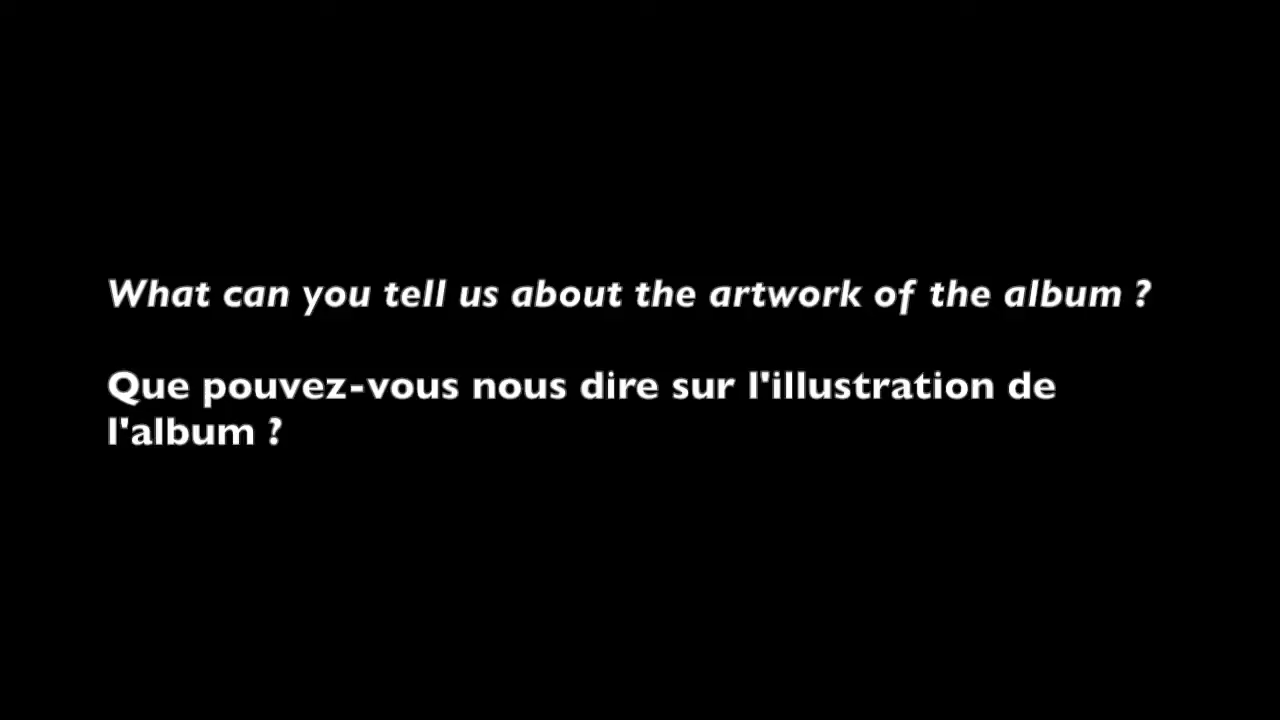 What can you tell us about the artwork of the album ?
Que pouvez-vous nous dire sur l'illustration de
l'album ?